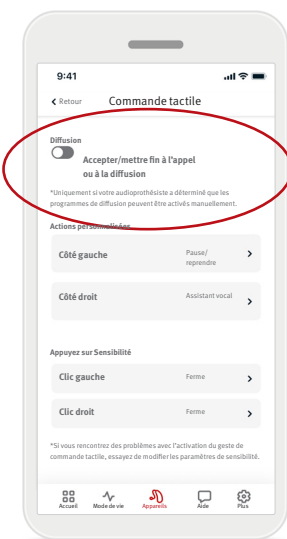 9:41
Retour
Commande tactile
Diffusion
Accepter/mettre fin à l'appel
ou à la diffusion
*Uniquement si votre audioprothésiste a déterminé que les
programmes de diffusion peuvent être activés manuellement.
Actions personnalisées
Côté gauche
Pause/
reprendre
Côté droit
Assistant vocal
Appuyez sur Sensibilité
Clic gauche
Ferme
Clic droit
Ferme
*Si vous rencontrez des problèmes avec l'activation du geste de
commande tactile, essayez de modifier les paramètres de sensibilité.
Accueil Mode de vie Appareils Aide Plus